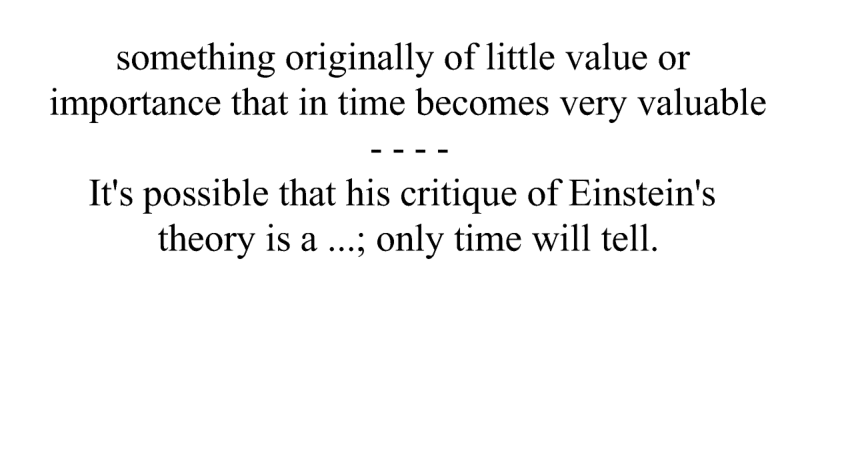 something originally of little value or
importance that in time becomes very valuable
- - - -
It's possible that his critique of Einstein's
theory is a ...; only time will tell.